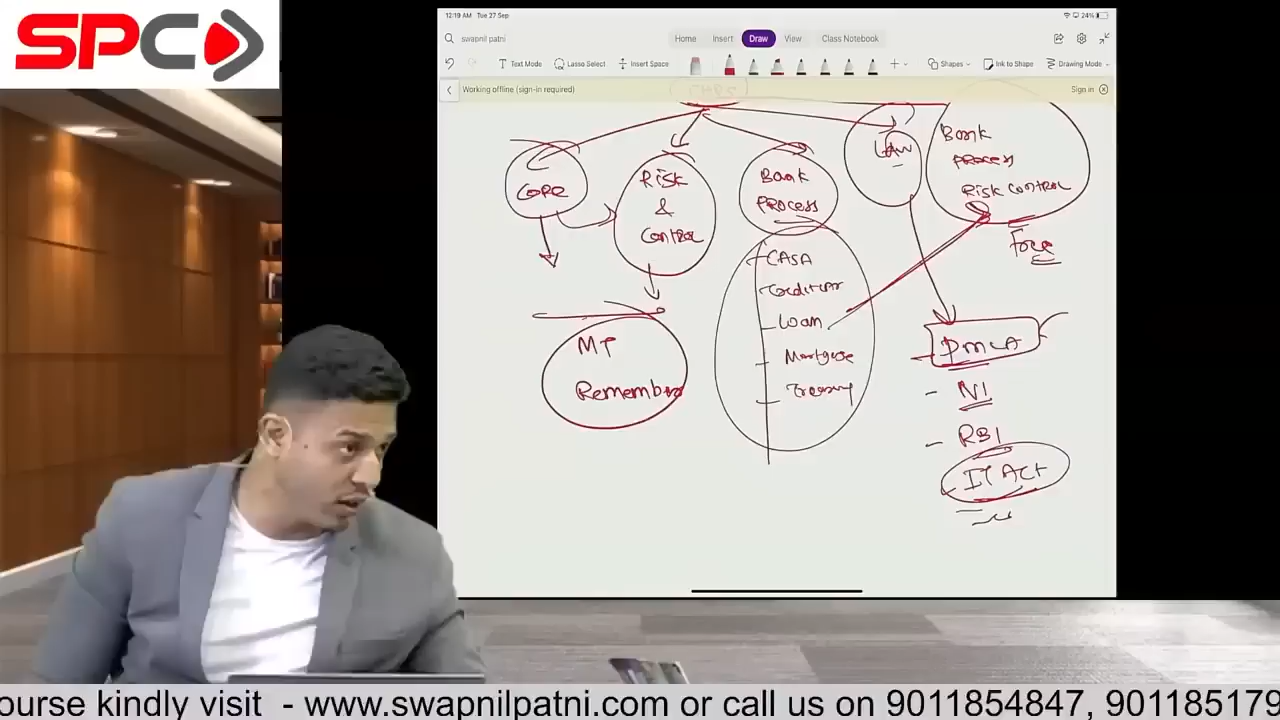 SPC
12:19 AM Tue 27 Sep
24%
swapnil patni
Home Insert Draw View Class Notebook
Text Mode
Lasso Select
Insert Space
Shapes
Ink to Shape
Drawing Mode
Working offline (sign-in required)
Sign in
CORE
Risk
&
Control
Bank
PROCESS
Law
Bank
PROCESS
Risk CONTROL
CASA
Loan
Mortgage
Treasury
MT
Remember
PMLA
NI
RBI
IT ACT
ourse kindly visit - www.swapnilpatni.com or call us on 9011854847, 901185179